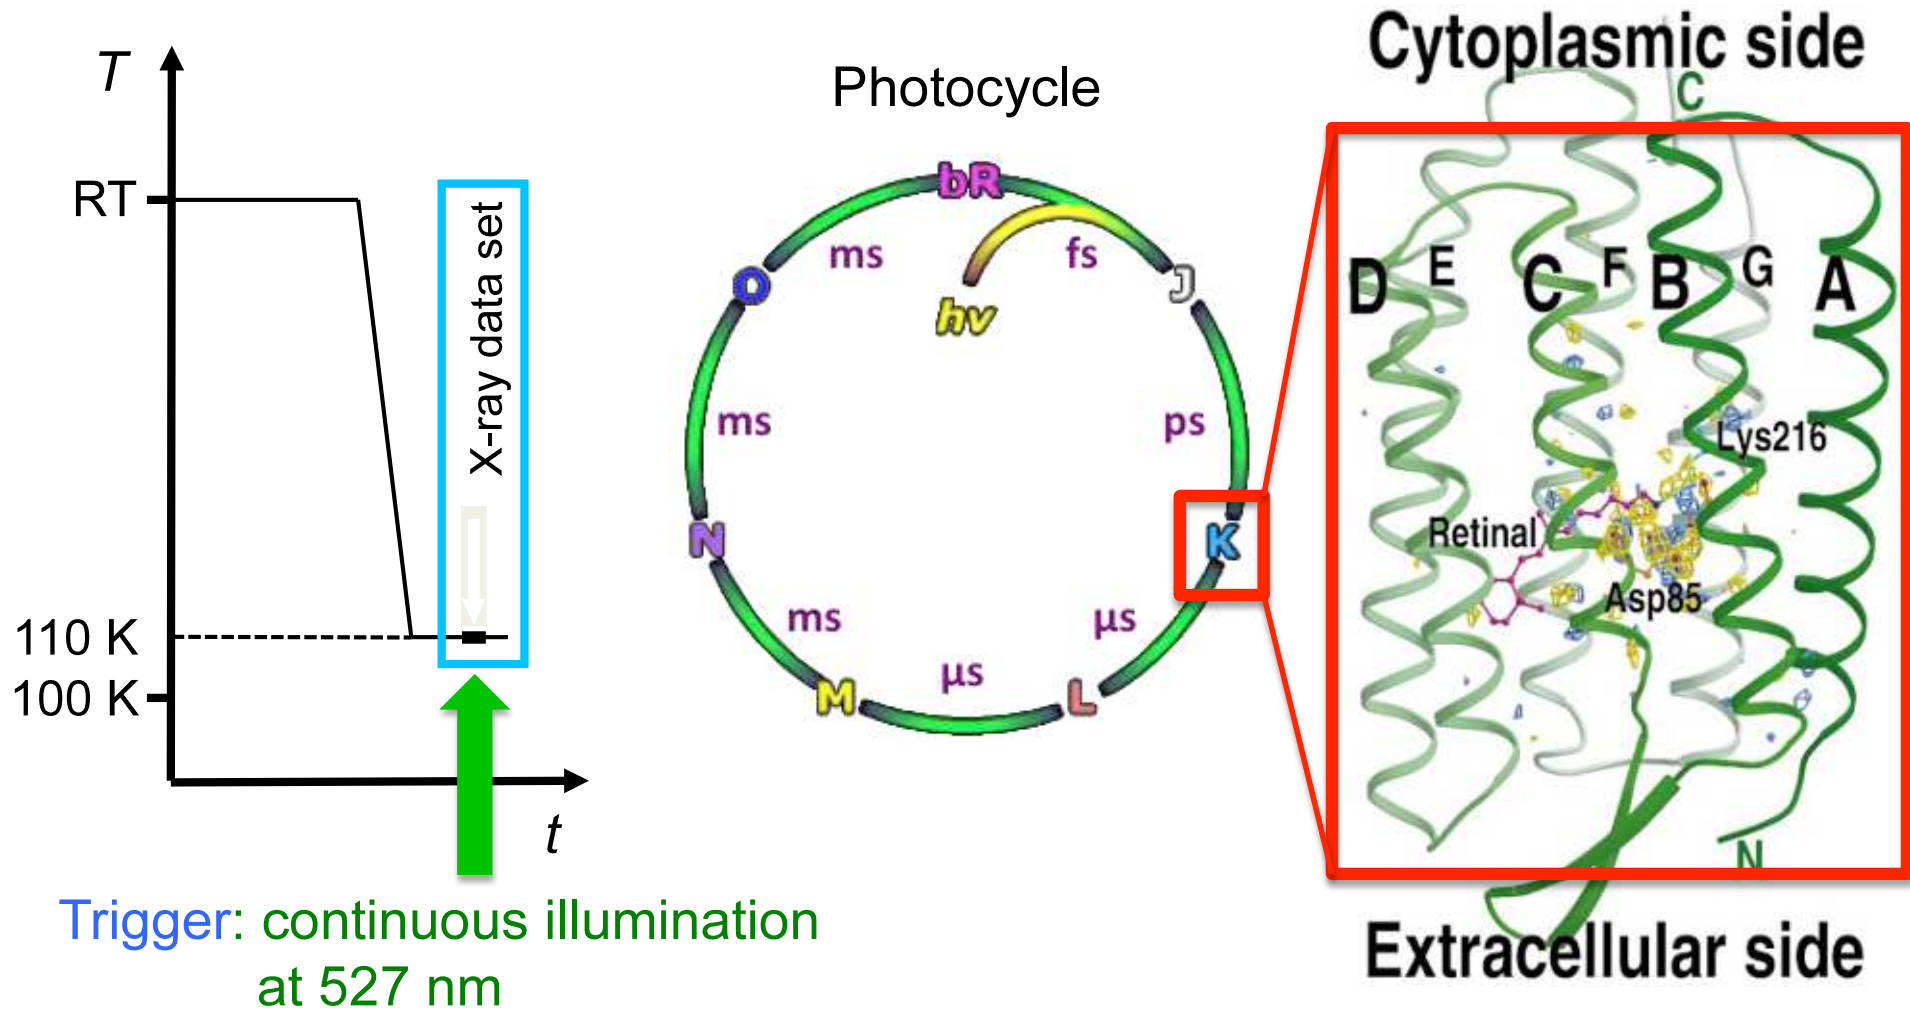 T
RT
110 K
100 K
X-ray data set
t
Trigger: continuous illumination
at 527 nm
Photocycle
bR
fs
hν
J
ps
K
µs
L
µs
M
ms
N
ms
O
ms
Cytoplasmic side
C
D E C F B G A
Lys216
Retinal
Asp85
N
Extracellular side